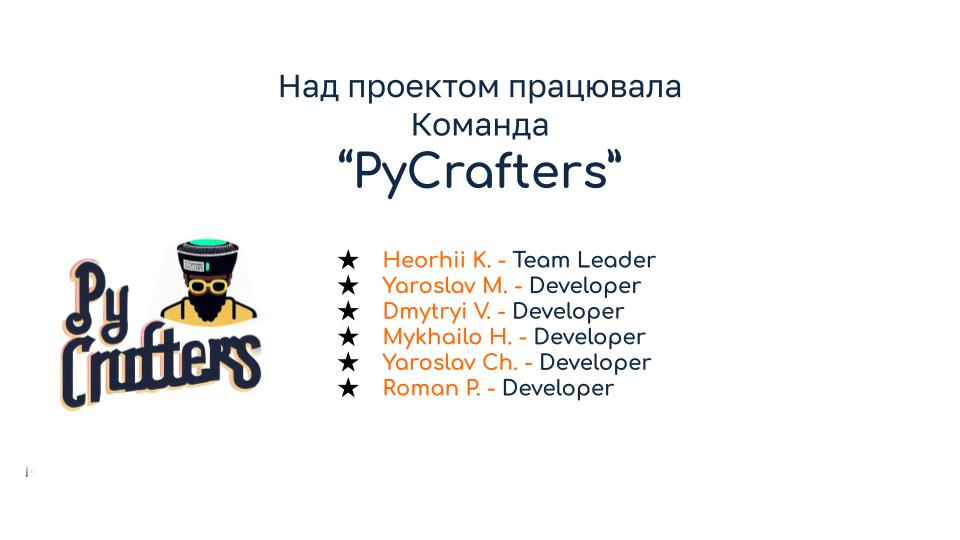 Над проектом працювала
Команда
“PyCrafters”
Py
Crafters
★ Heorhii K. - Team Leader
★ Yaroslav M. - Developer
★ Dmytryi V. - Developer
★ Mykhailo H. - Developer
★ Yaroslav Ch. - Developer
★ Roman P. - Developer